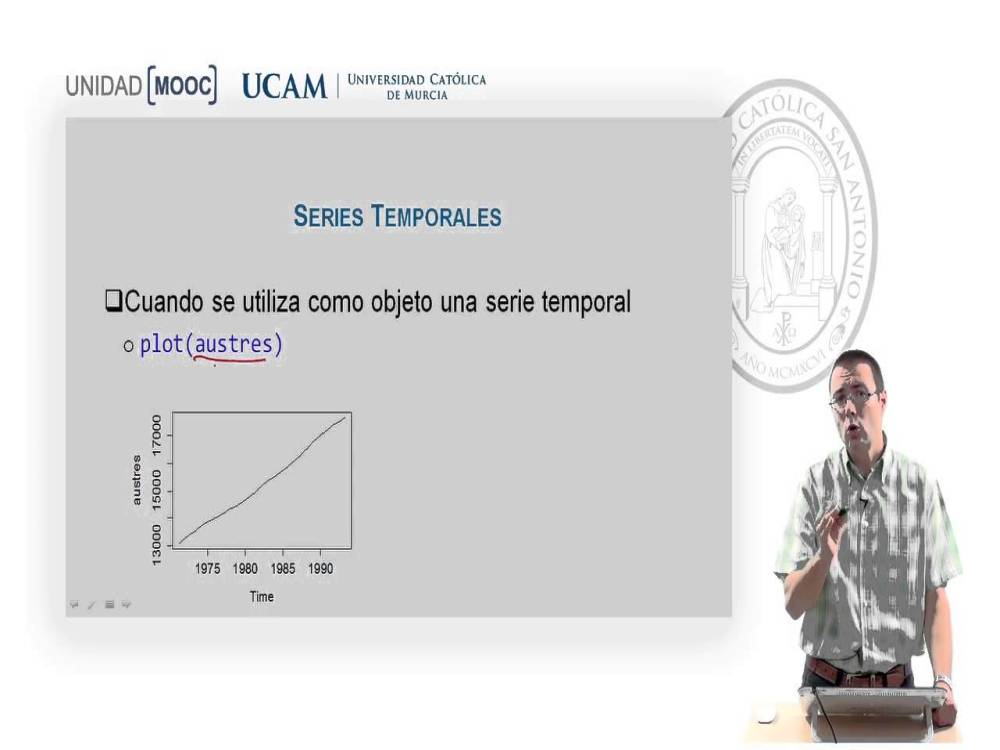 UNIDAD [MOOC] UCAM | UNIVERSIDAD CATÓLICA
DE MURCIA
CATÓLICA SAN ANTONIO
IN LIBERTATEM VOCATI
AÑO MCMXCVI
SERIES TEMPORALES
❑Cuando se utiliza como objeto una serie temporal
o plot(austres)
austres
17000
15000
13000
1975 1980 1985 1990
Time